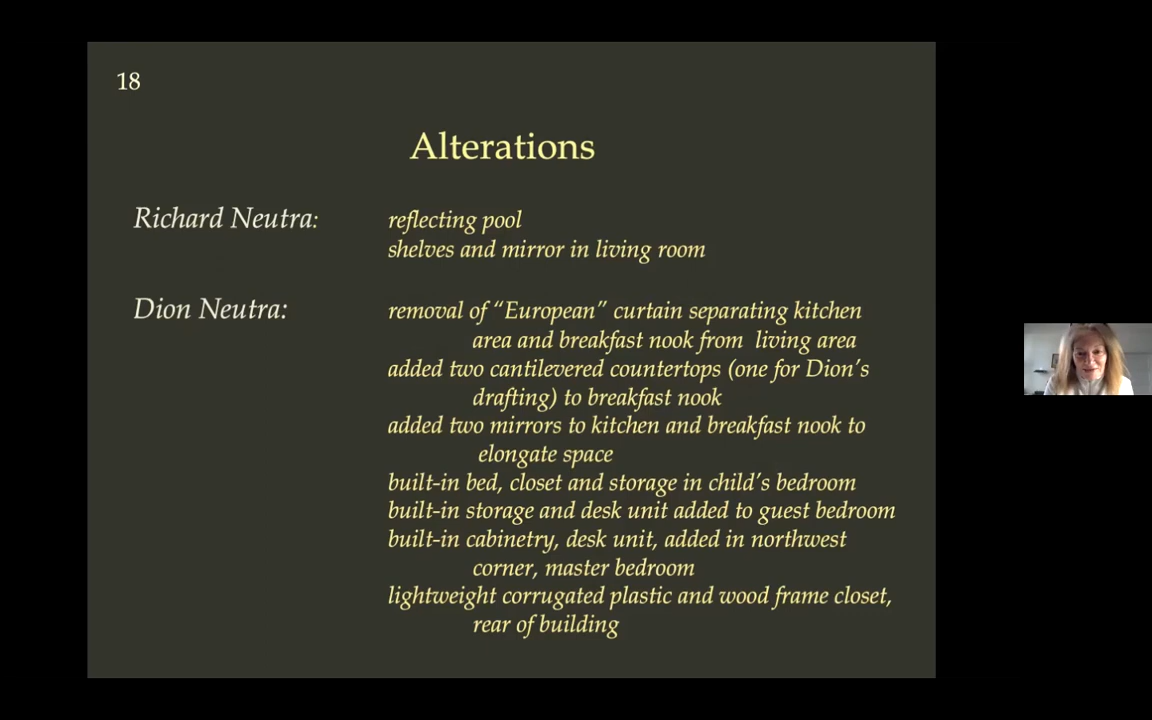 18
Alterations
Richard Neutra: reflecting pool
shelves and mirror in living room
Dion Neutra: removal of “European” curtain separating kitchen
area and breakfast nook from living area
added two cantilevered countertops (one for Dion’s
drafting) to breakfast nook
added two mirrors to kitchen and breakfast nook to
elongate space
built-in bed, closet and storage in child’s bedroom
built-in storage and desk unit added to guest bedroom
built-in cabinetry, desk unit, added in northwest
corner, master bedroom
lightweight corrugated plastic and wood frame closet,
rear of building